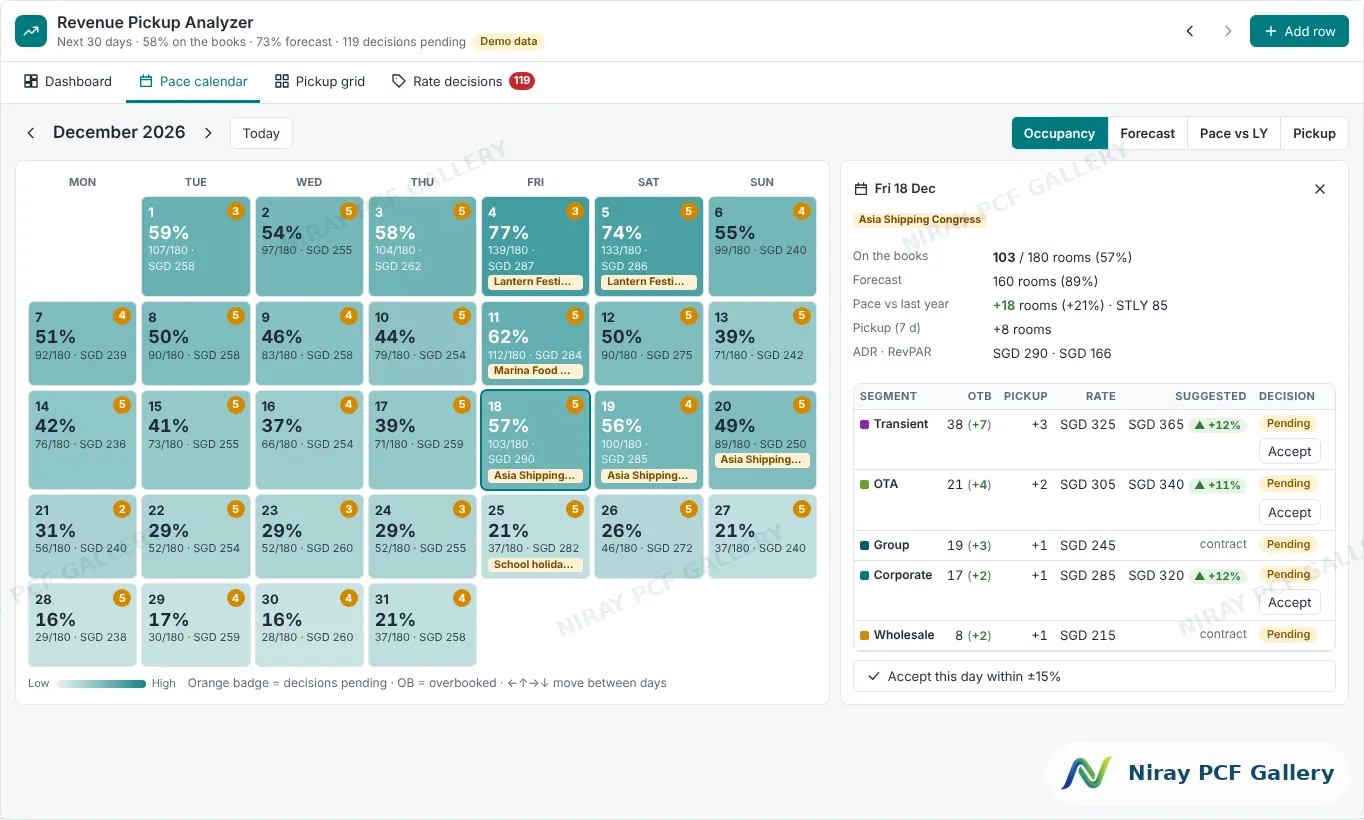 Revenue Pickup Analyzer
Next 30 days · 58% on the books · 73% forecast · 119 decisions pending Demo data
Add row
Dashboard Pace calendar Pickup grid Rate decisions 119
December 2026 Today
Occupancy Forecast Pace vs LY Pickup
MON TUE WED THU FRI SAT SUN
1 3
59%
107/180 ·
SGD 258
2 5
54%
97/180 · SGD 255
3 5
58%
104/180 ·
SGD 262
4 3
77%
139/180 ·
SGD 287
Lantern Festi...
5 5
74%
133/180 ·
SGD 286
Lantern Festi...
6 4
55%
99/180 · SGD 240
7 4
51%
92/180 · SGD 239
8 5
50%
90/180 · SGD 258
9 4
46%
83/180 · SGD 258
10 5
44%
79/180 · SGD 254
11 5
62%
112/180 · SGD 284
Marina Food ...
12 5
50%
90/180 · SGD 275
13 5
39%
71/180 · SGD 242
14 5
42%
76/180 · SGD 236
15 5
41%
73/180 · SGD 255
16 4
37%
66/180 · SGD 254
17 5
39%
71/180 · SGD 259
18 5
57%
103/180 ·
SGD 290
Asia Shipping...
19 4
56%
100/180 ·
SGD 285
Asia Shipping...
20 5
49%
89/180 · SGD 250
Asia Shipping...
21 2
31%
56/180 · SGD 240
22 5
29%
52/180 · SGD 254
23 3
29%
52/180 · SGD 260
24 3
29%
52/180 · SGD 255
25 5
21%
37/180 · SGD 282
School holida...
26 5
26%
46/180 · SGD 272
27 5
21%
37/180 · SGD 240
28 5
16%
29/180 · SGD 238
29 4
17%
30/180 · SGD 259
30 4
16%
28/180 · SGD 260
31 4
21%
37/180 · SGD 258
Low High Orange badge = decisions pending · OB = overbooked · ←↑→↓ move between days
Fri 18 Dec
Asia Shipping Congress
On the books 103 / 180 rooms (57%)
Forecast 160 rooms (89%)
Pace vs last year +18 rooms (+21%) · STLY 85
Pickup (7 d) +8 rooms
ADR · RevPAR SGD 290 · SGD 166
SEGMENT OTB PICKUP RATE SUGGESTED DECISION
Transient 38 (+7) +3 SGD 325 SGD 365 ▲ +12% Pending
Accept
OTA 21 (+4) +2 SGD 305 SGD 340 ▲ +11% Pending
Accept
Group 19 (+3) +1 SGD 245 contract Pending
Corporate 17 (+2) +1 SGD 285 SGD 320 ▲ +12% Pending
Accept
Wholesale 8 (+2) +1 SGD 215 contract Pending
Accept this day within ±15%
NIRAY PCF GALLERY
NIRAY PCF GALLERY
NIRAY PCF GALLERY
NIRAY PCF GALLERY
NIRAY PCF GALLERY
Niray PCF Gallery